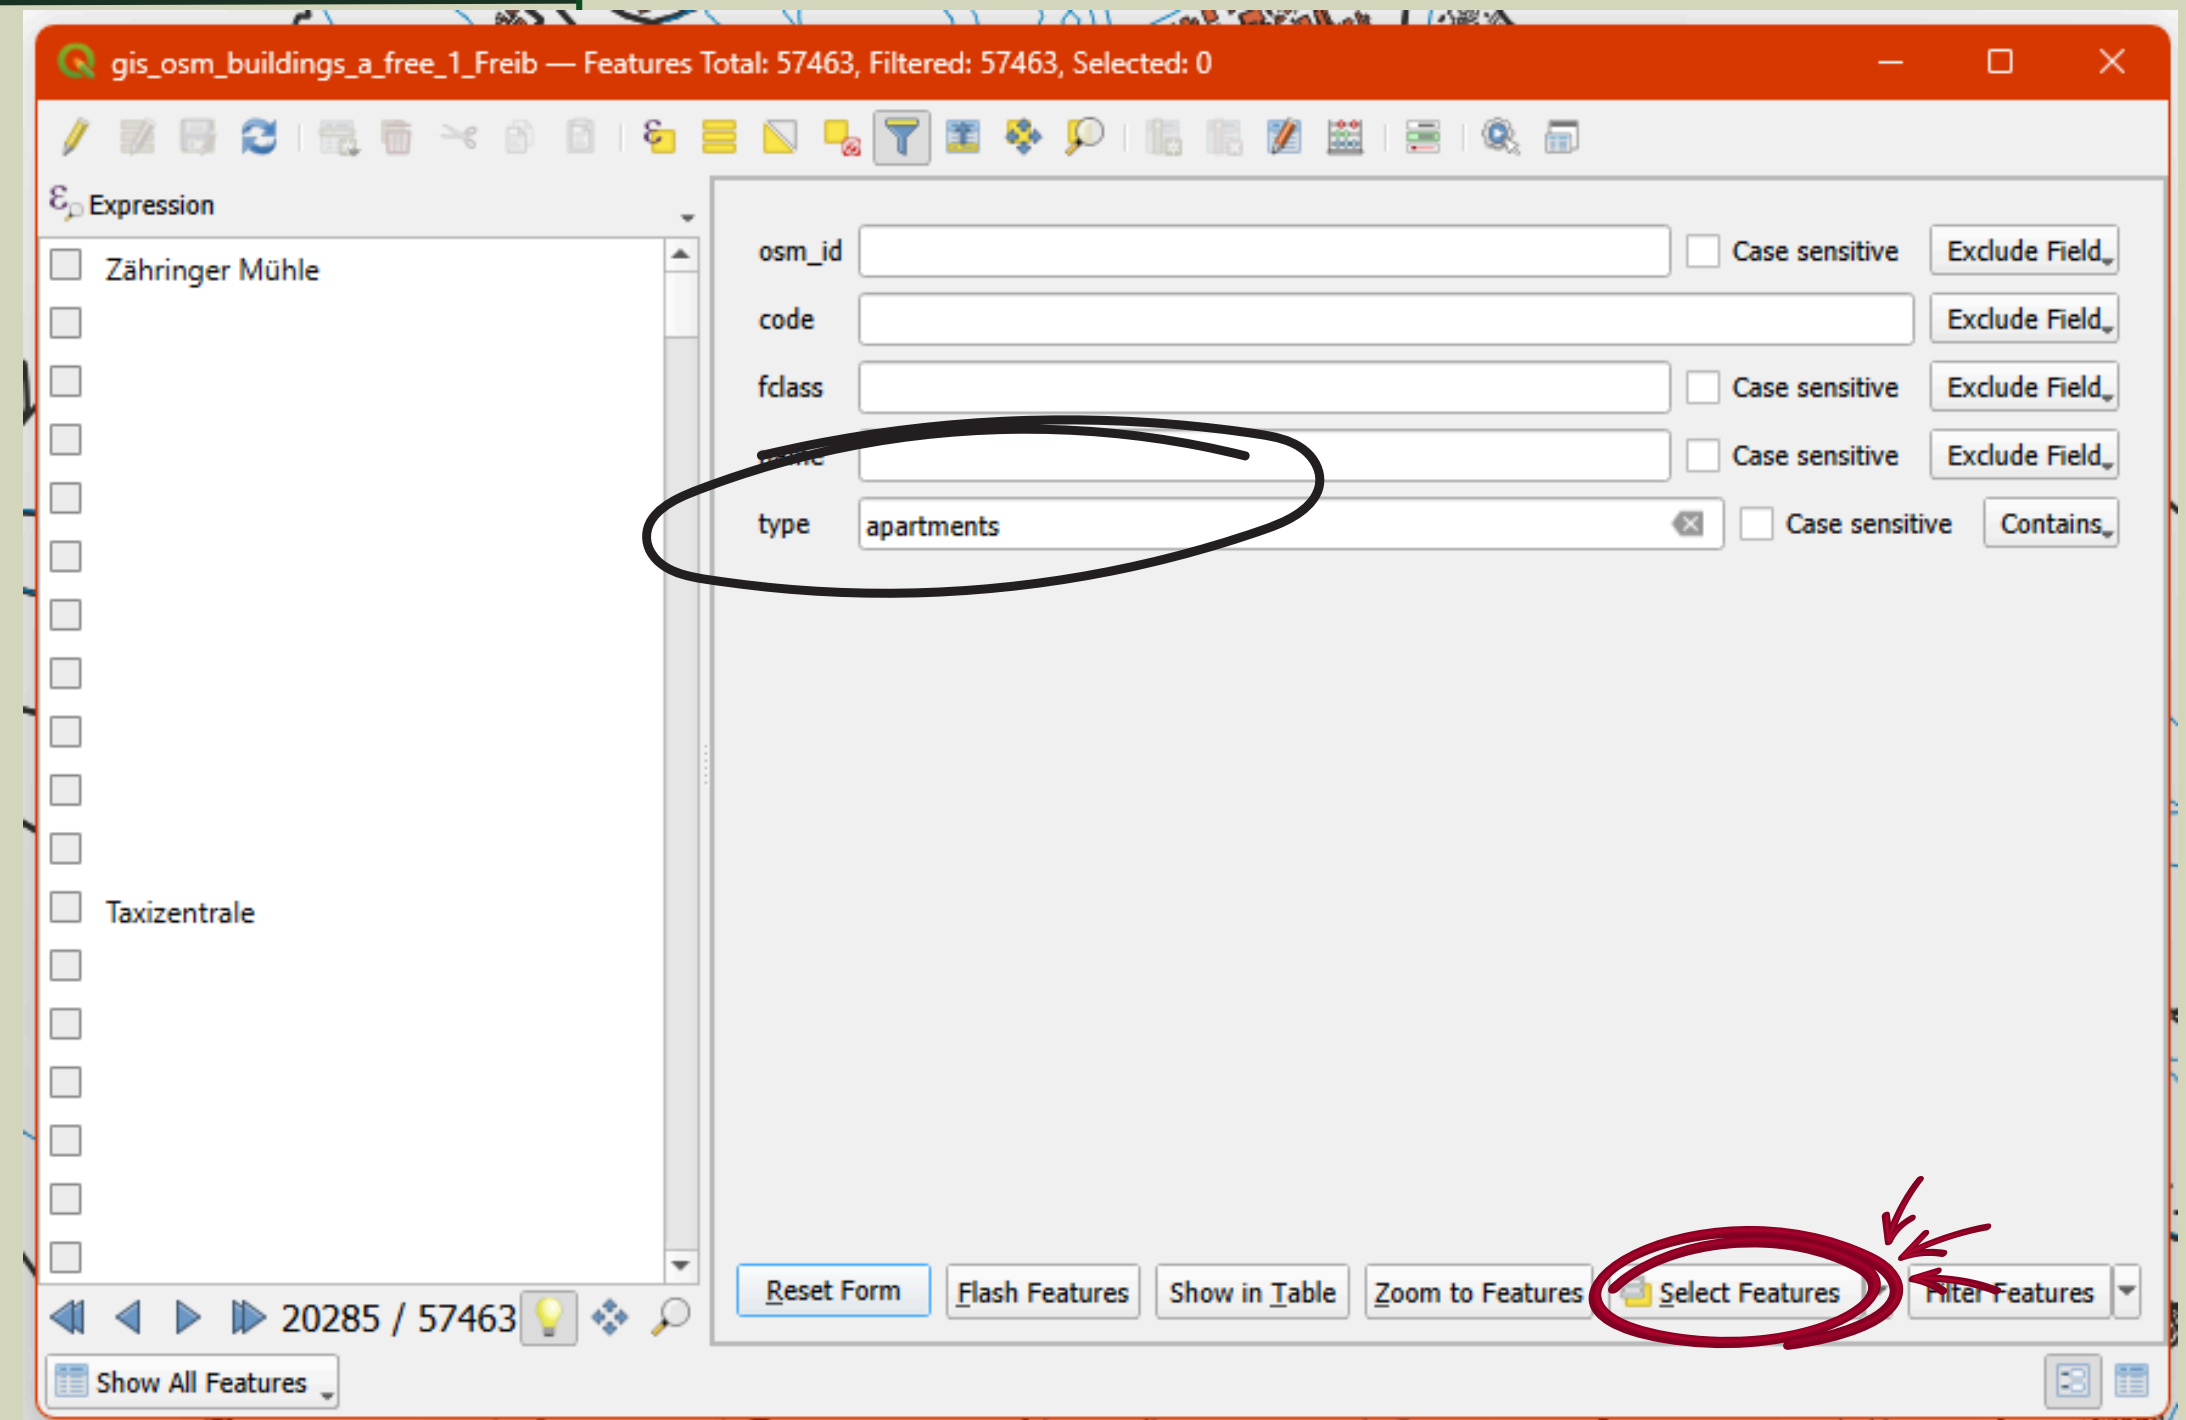 gis_osm_buildings_a_free_1_Freib — Features Total: 57463, Filtered: 57463, Selected: 0
Expression
Zähringer Mühle
Taxizentrale
20285 / 57463
Show All Features
osm_id Case sensitive Exclude Field
code Exclude Field
fclass Case sensitive Exclude Field
name Case sensitive Exclude Field
type apartments Case sensitive Contains
Reset Form Flash Features Show in Table Zoom to Features Select Features Filter Features